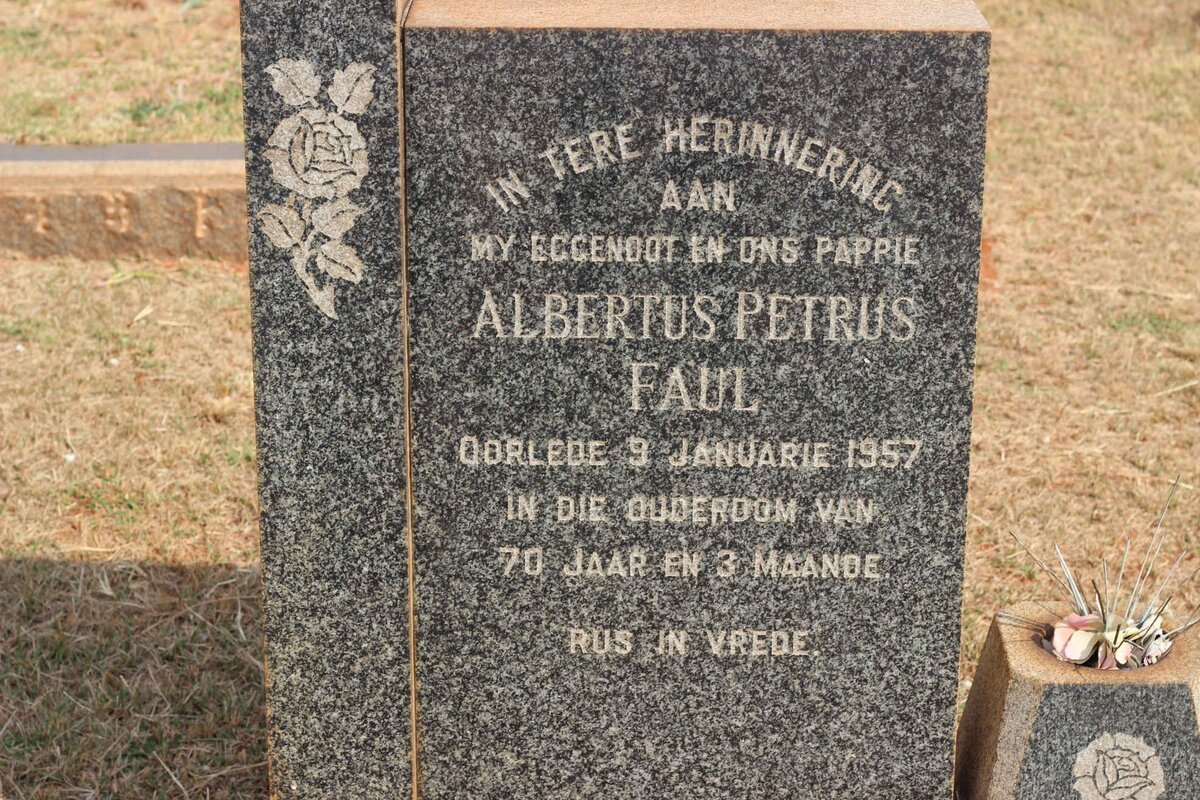 IN TERE HERINNERING
AAN
MY EGGENOOT EN ONS PAPPIE
ALBERTUS PETRUS
FAUL
OORLEDE 9 JANUARIE 1957
IN DIE OUDERDOM VAN
70 JAAR EN 3 MAANDE.
RUS IN VREDE.